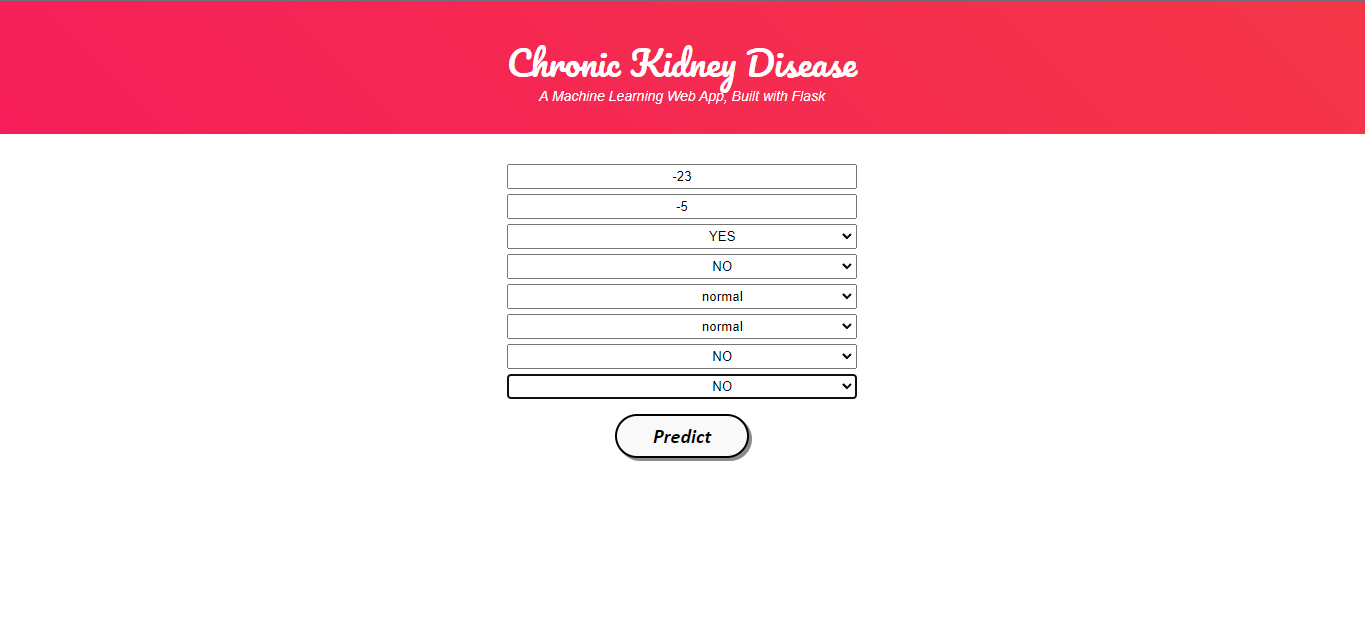 Chronic Kidney Disease
A Machine Learning Web App, Built with Flask
-23
-5
YES
NO
normal
normal
NO
NO
Predict